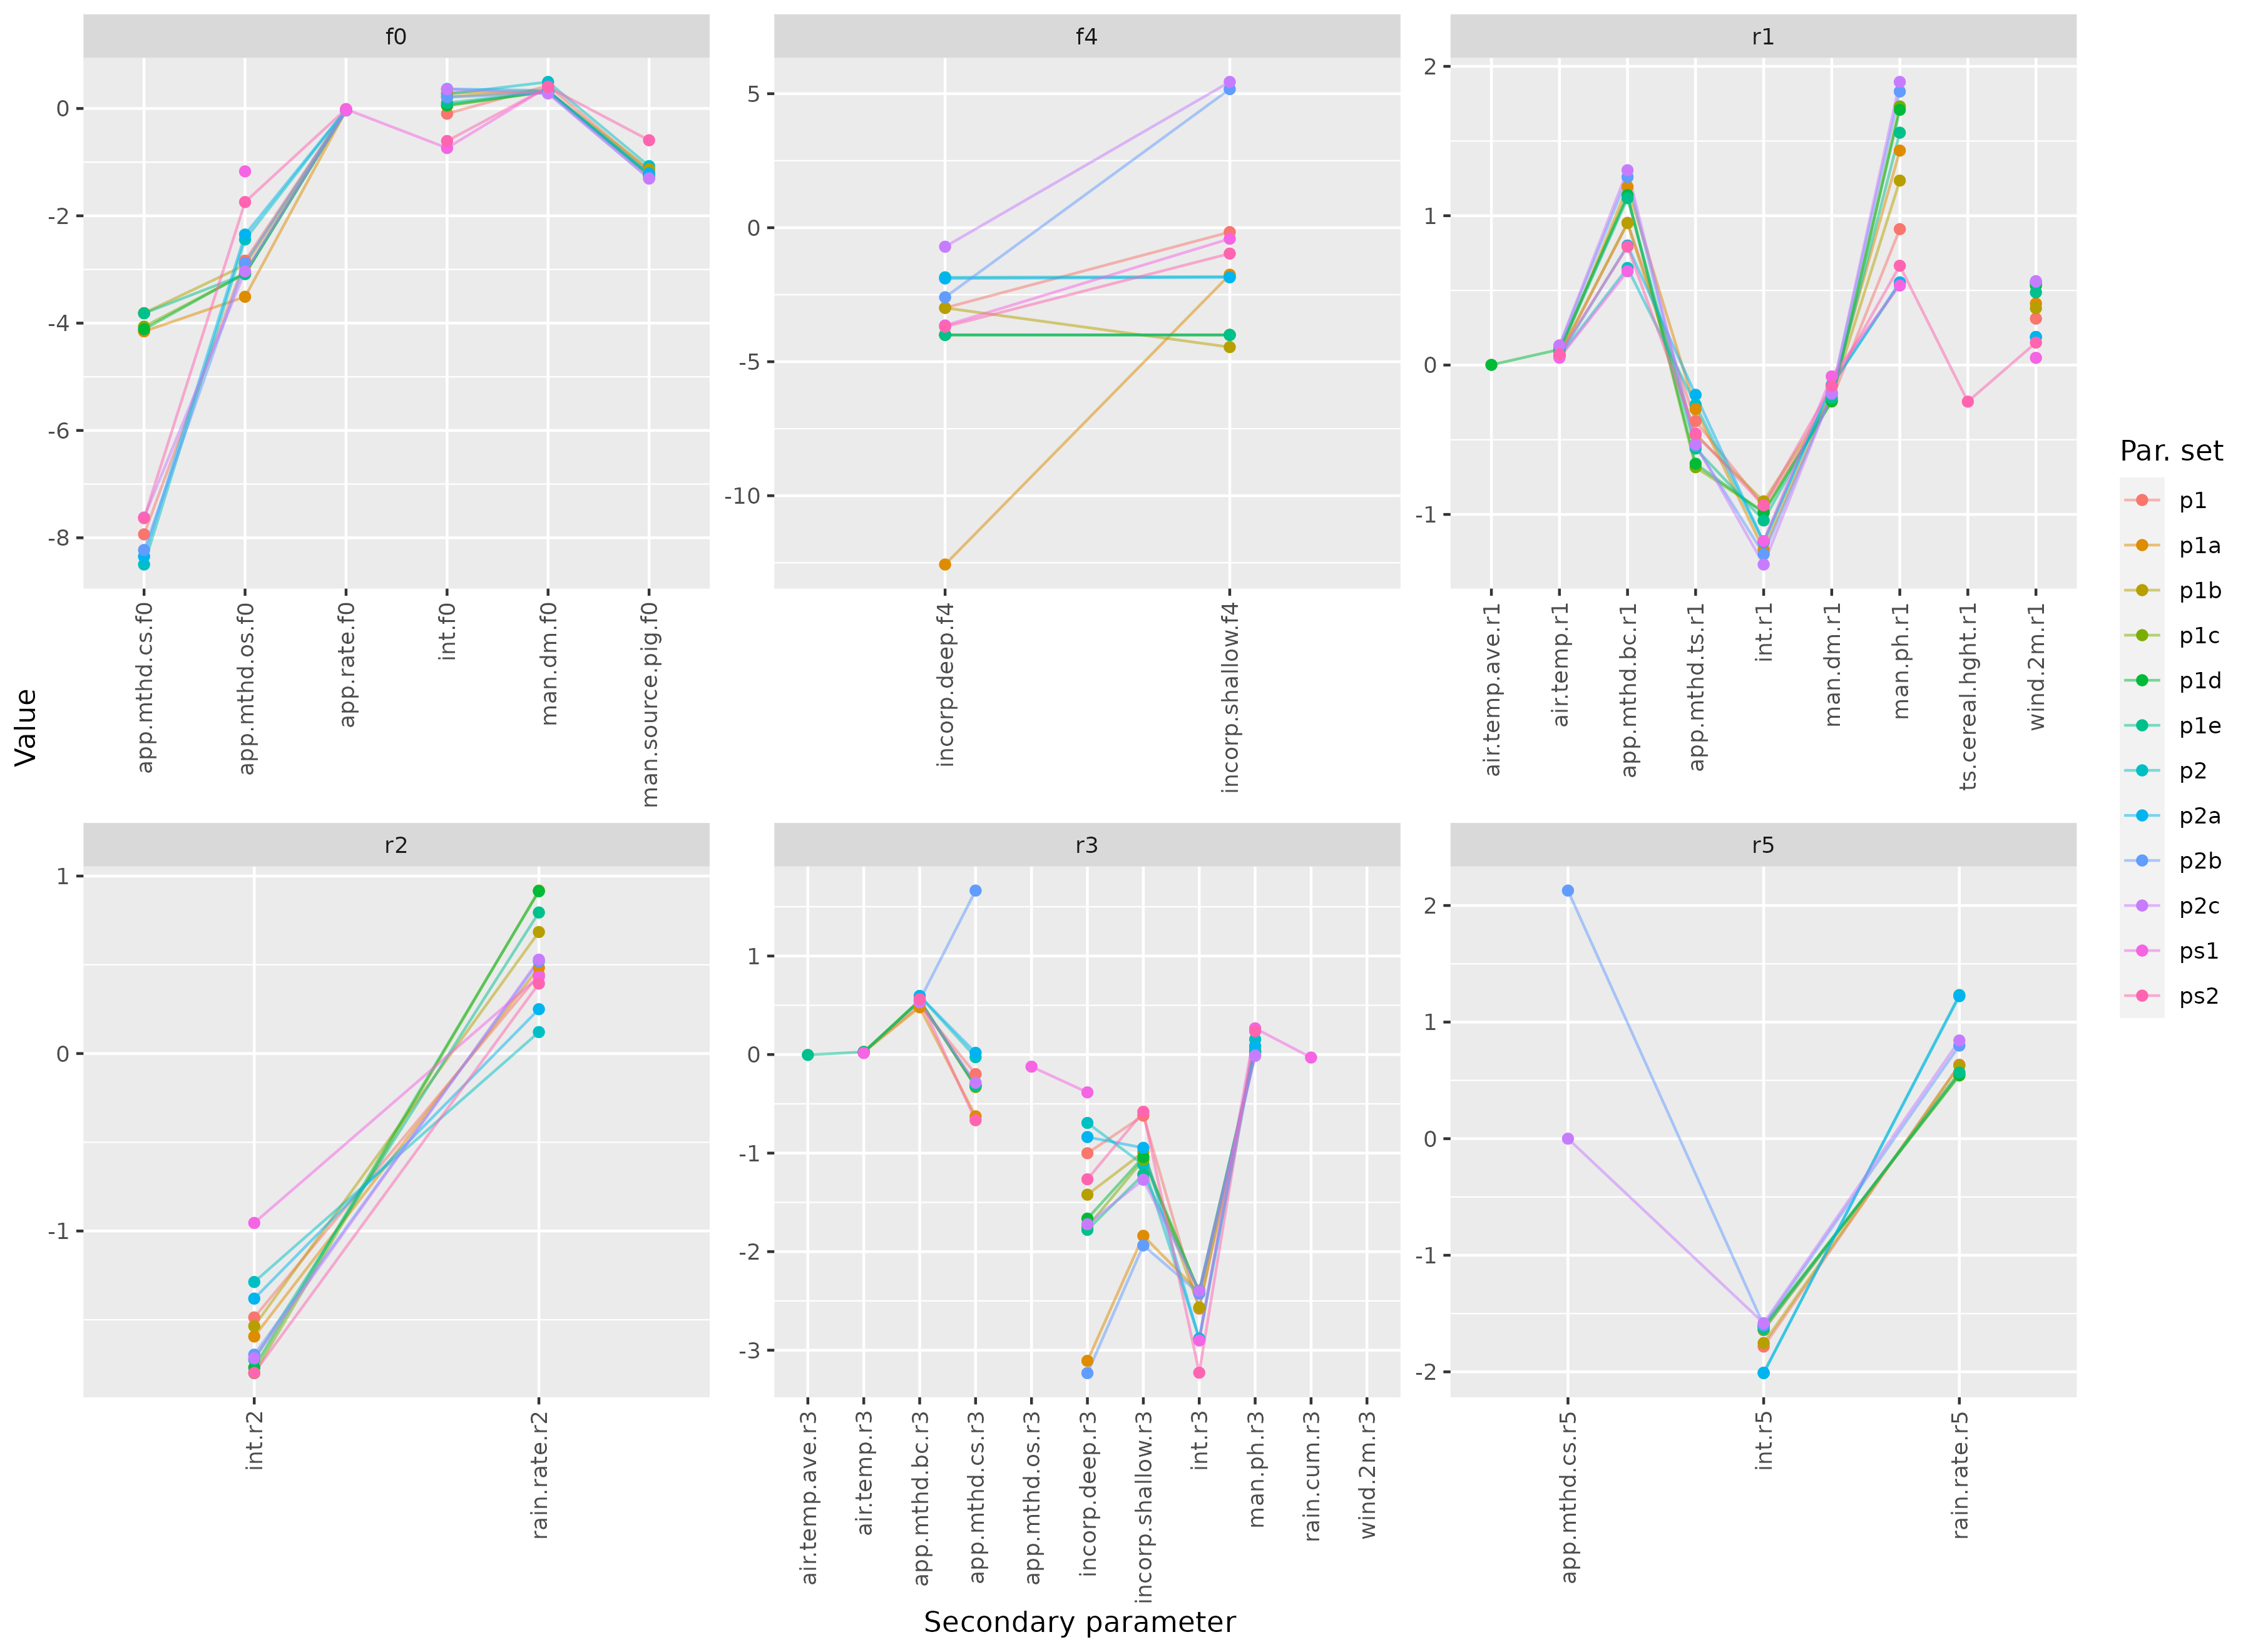 f0
f4
r1
0
-2
-4
-6
-8
5
0
-5
-10
2
1
0
-1
app.mthd.cs.f0
app.mthd.os.f0
app.rate.f0
int.f0
man.dm.f0
man.source.pig.f0
incorp.deep.f4
incorp.shallow.f4
air.temp.ave.r1
air.temp.r1
app.mthd.bc.r1
app.mthd.ts.r1
int.r1
man.dm.r1
man.ph.r1
ts.cereal.hght.r1
wind.2m.r1
Value
r2
r3
r5
1
0
-1
1
0
-1
-2
-3
2
1
0
-1
-2
int.r2
rain.rate.r2
air.temp.ave.r3
air.temp.r3
app.mthd.bc.r3
app.mthd.cs.r3
app.mthd.os.r3
incorp.deep.r3
incorp.shallow.r3
int.r3
man.ph.r3
rain.cum.r3
wind.2m.r3
app.mthd.cs.r5
int.r5
rain.rate.r5
Secondary parameter
Par. set
p1
p1a
p1b
p1c
p1d
p1e
p2
p2a
p2b
p2c
ps1
ps2